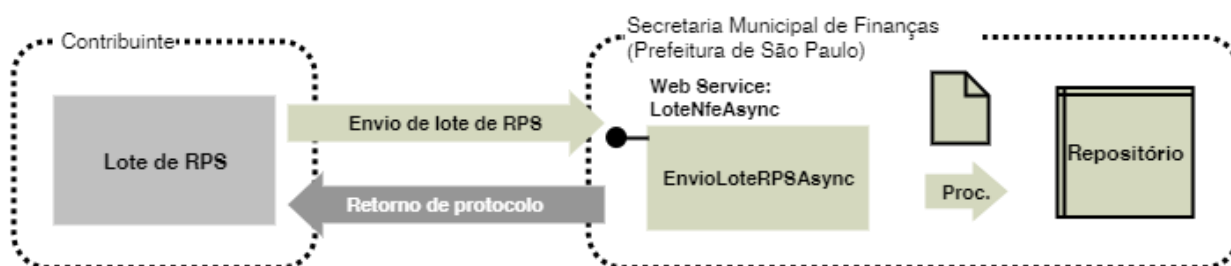 Contribuinte
Secretaria Municipal de Finanças
(Prefeitura de São Paulo)
Web Service:
LoteNfeAsync
Lote de RPS
Envio de lote de RPS
Retorno de protocolo
EnvioLoteRPSAsync
Proc.
Repositório